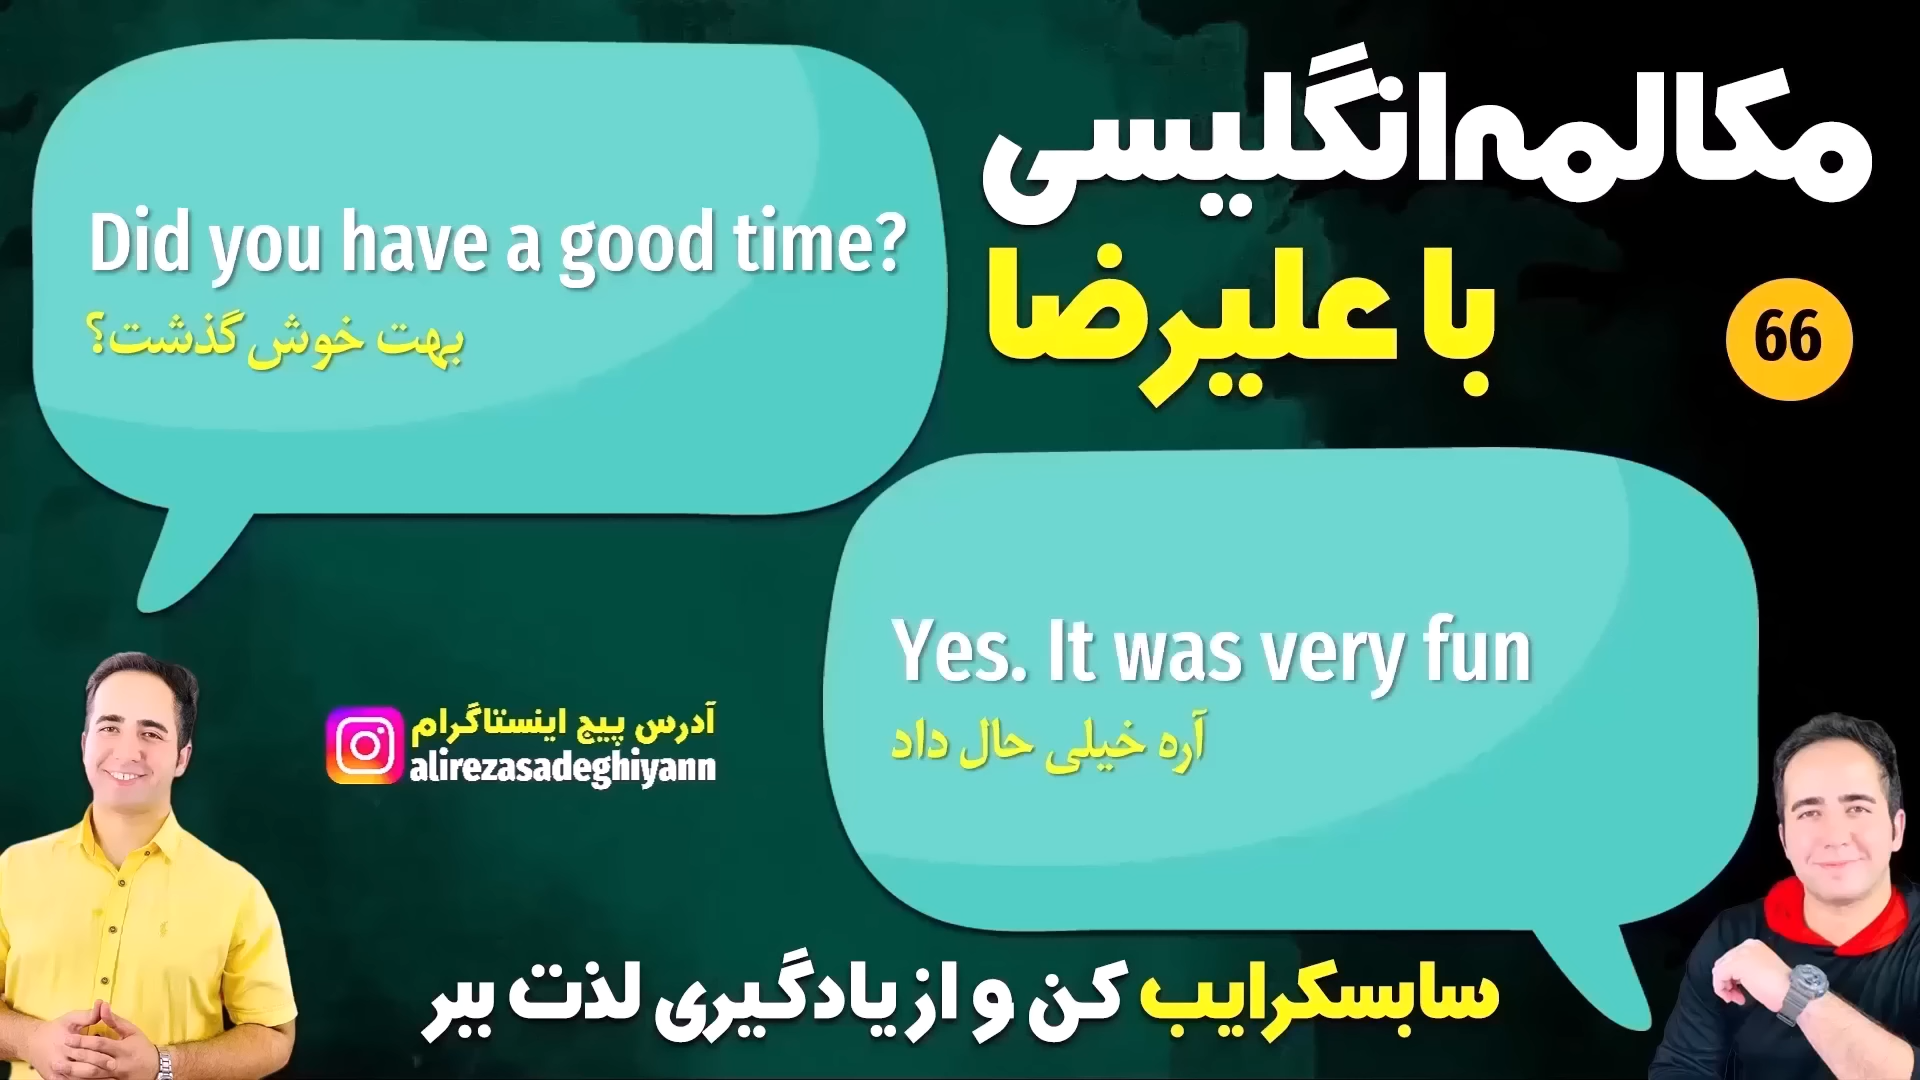 مکالمه انگلیسی
با علیرضا
66
Did you have a good time?
بهت خوش گذشت؟
Yes. It was very fun
آره خیلی حال داد
آدرس پیج اینستاگرام
alirezasadeghiyann
سابسکرایب کن و از یادگیری لذت ببر